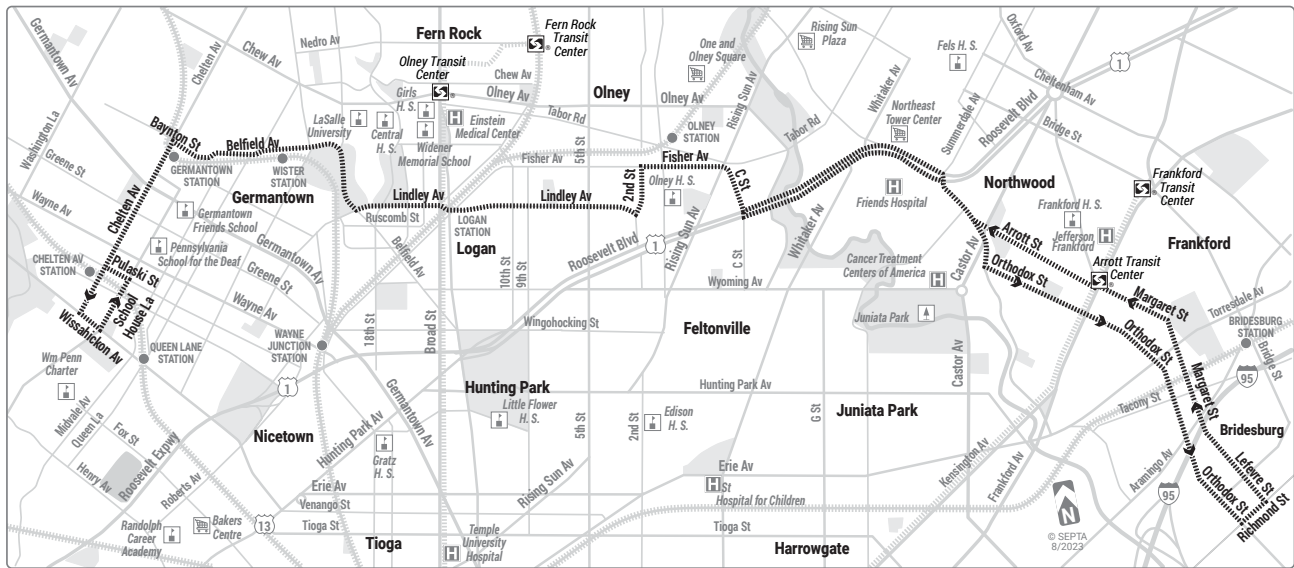 Germantown Av
Chew Av
Chelten Av
Nedro Av
Fern Rock
Fern Rock
Transit
Center
Olney Transit
Center
Chew Av
Olney Av
Girls
H. S.
LaSalle
University
Central
H. S.
Widener
Memorial School
Einstein
Medical Center
Tabor Rd
Olney
Olney Av
One and
Olney Square
Rising Sun
Plaza
Rising Sun Av
OLNEY
STATION
Tabor Rd
Whitaker Av
Northeast
Tower Center
Fels H. S.
Oxford Av
Cheltenham Av
1
Summerdale Av
Roosevelt Blvd
Bridge St
Washington La
Greene St
Wayne Av
Baynton St
Belfield Av
GERMANTOWN
STATION
WISTER
STATION
Germantown
Chelten Av
Germantown
Friends School
Pennsylvania
School for the Deaf
CHELTEN AV
STATION
Pulaski St
School
House La
Wissahickon Av
Germantown Av
Greene St
Wayne Av
Lindley Av
Ruscomb St
LOGAN
STATION
Logan
Belfield Av
5th St
Fisher Av
Lindley Av
2nd St
Fisher Av
Olney H. S.
C St
C St
10th St
9th St
Roosevelt Blvd
1
Rising Sun Av
Whitaker Av
Wyoming Av
Friends Hospital
Cancer Treatment
Centers of America
Castor Av
Juniata Park
Northwood
Frankford H. S.
Jefferson
Frankford
Frankford
Transit
Center
Frankford
Arrott St
Arrott Transit
Center
Orthodox St
Margaret St
Torresdale Av
BRIDESBURG
STATION
Bridge St
95
Orthodox St
Margaret St
Tacony St
Bridesburg
Lefevre St
Orthodox St
Richmond St
Aramingo Av
95
QUEEN LANE
STATION
WAYNE
JUNCTION
STATION
18th St
Broad St
Wingohocking St
Feltonville
Wm Penn
Charter
Midvale Av
Queen La
Fox St
Henry Av
1
Roosevelt Expwy
Roberts Av
Nicetown
Hunting Park Av
Germantown Av
Gratz
H. S.
Hunting Park
Little Flower
H. S.
5th St
2nd St
Edison
H. S.
Hunting Park Av
G St
Juniata Park
Castor Av
Kensington Av
Frankford Av
Erie Av
Venango St
Tioga St
Rising Sun Av
Erie Av
St
Hospital for Children
Tioga St
Randolph
Career
Academy
Bakers
Centre
13
Tioga
Temple
University
Hospital
Harrowgate
N
© SEPTA
8/2023